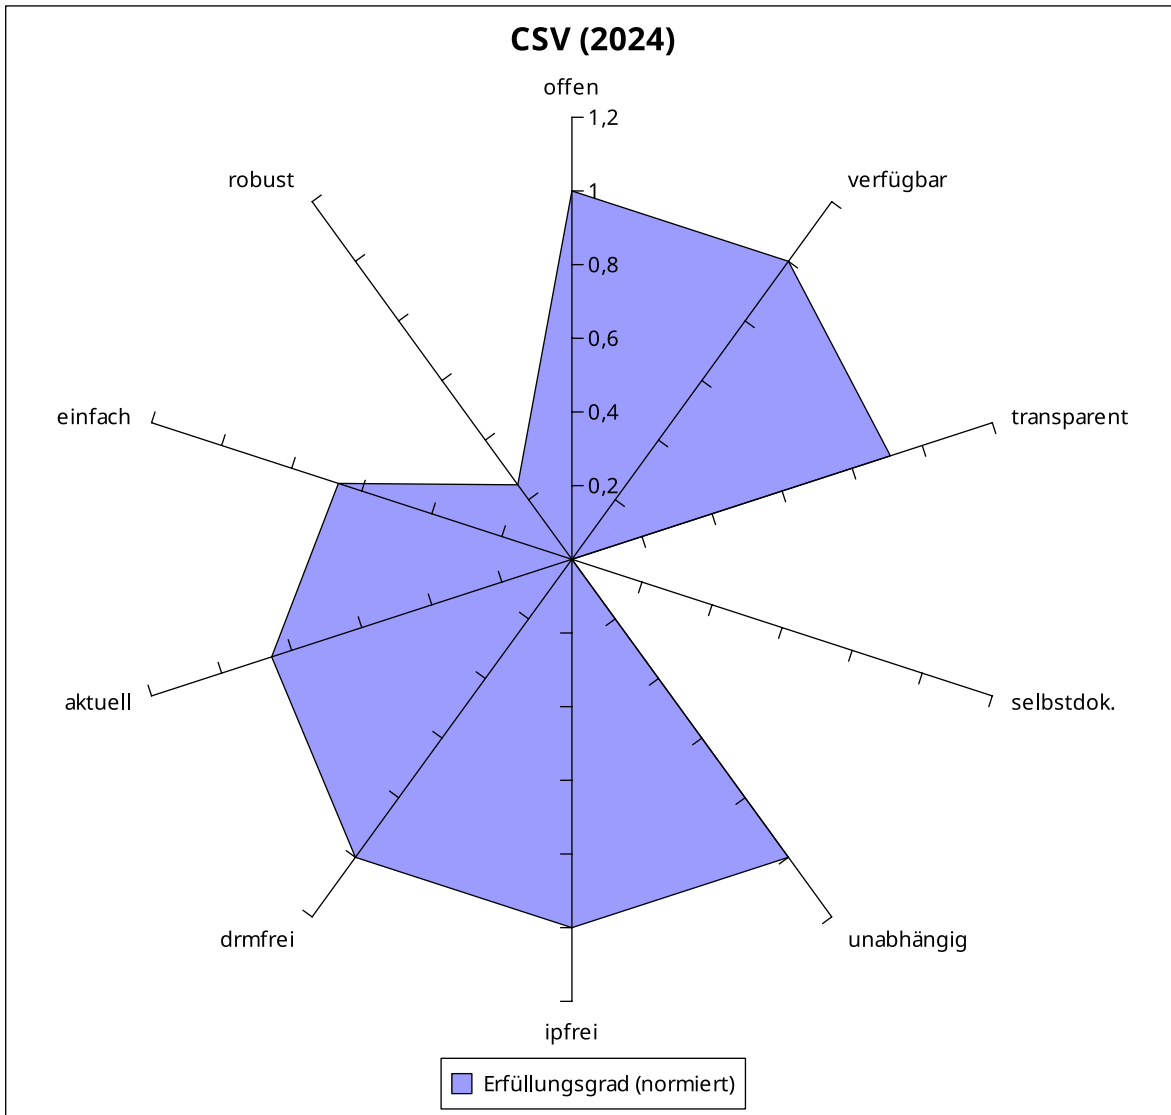 CSV (2024)
offen
1,2
robust
verfügbar
1
0,8
0,6
einfach
0,4
transparent
0,2
aktuell
selbstdok.
drmfrei
unabhängig
ipfrei
Erfüllungsgrad (normiert)